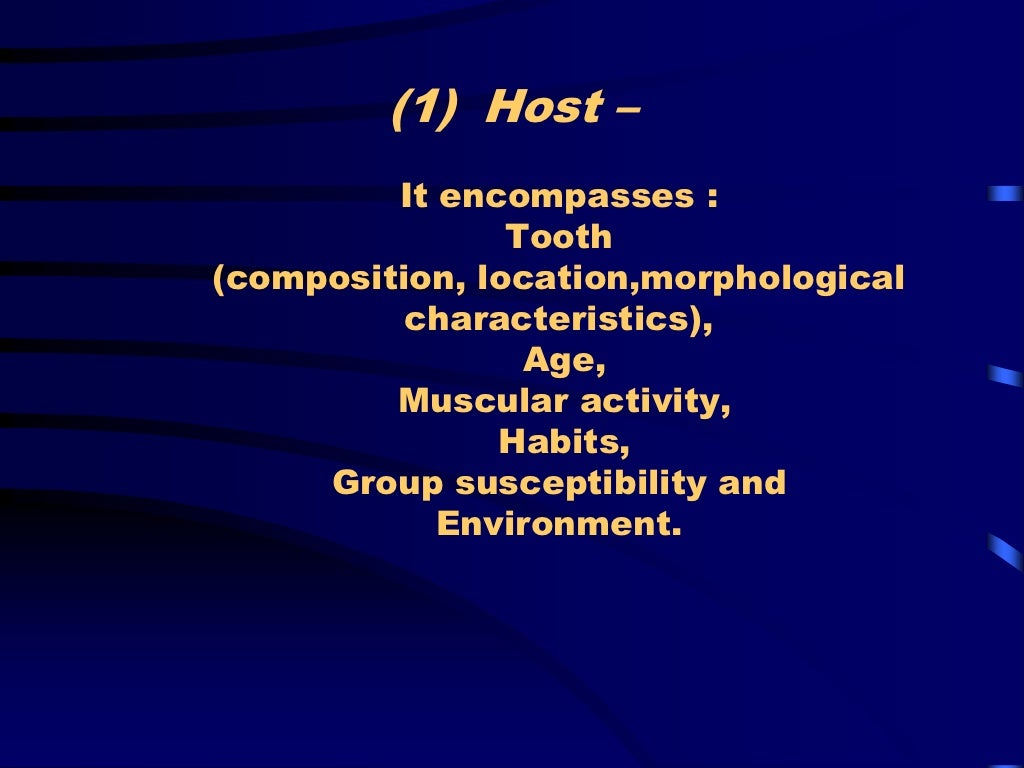 (1) Host –
It encompasses :
Tooth
(composition, location,morphological
characteristics),
Age,
Muscular activity,
Habits,
Group susceptibility and
Environment.